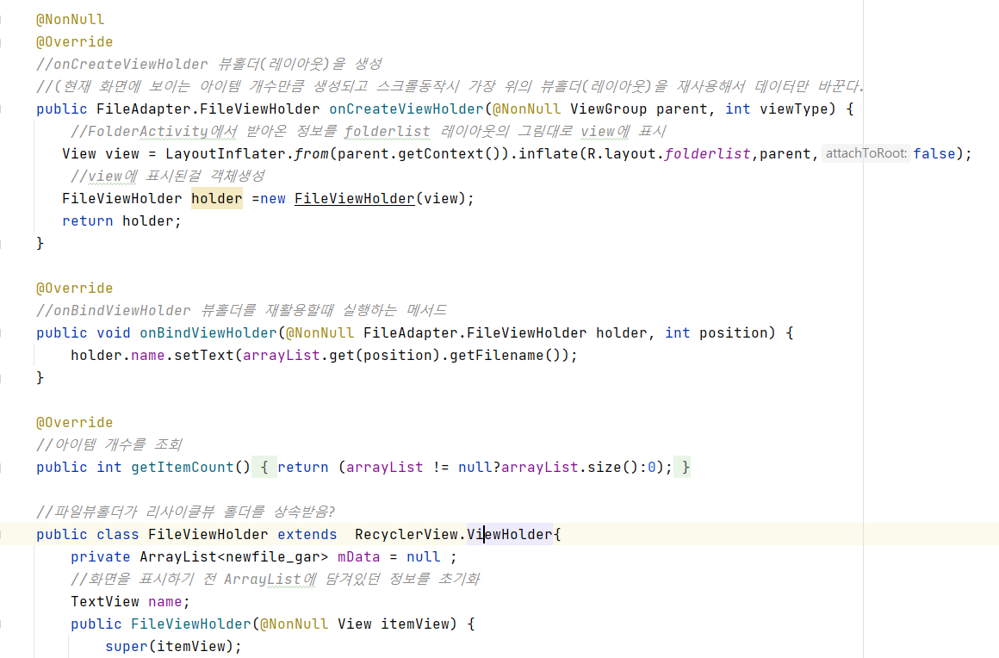 @NonNull
@Override
//onCreateViewHolder 뷰홀더(레이아웃)을 생성
//(현재 화면에 보이는 아이템 개수만큼 생성되고 스크롤동작시 가장 위의 뷰홀더(레이아웃)을 재사용해서 데이터만 바꾼다.
public FileAdapter.FileViewHolder onCreateViewHolder(@NonNull ViewGroup parent, int viewType) {
//FolderActivity에서 받아온 정보를 folderlist 레이아웃의 그림대로 view에 표시
View view = LayoutInflater.from(parent.getContext()).inflate(R.layout.folderlist,parent, attachToRoot: false);
//view에 표시된걸 객체생성
FileViewHolder holder =new FileViewHolder(view);
return holder;
}
@Override
//onBindViewHolder 뷰홀더를 재활용할때 실행하는 메서드
public void onBindViewHolder(@NonNull FileAdapter.FileViewHolder holder, int position) {
holder.name.setText(arrayList.get(position).getFilename());
}
@Override
//아이템 개수를 조회
public int getItemCount() { return (arrayList != null?arrayList.size():0); }
//파일뷰홀더가 리사이클뷰 홀더를 상속받음?
public class FileViewHolder extends  RecyclerView.ViewHolder{
private ArrayList<newfile_gar> mData = null ;
//화면을 표시하기 전 ArrayList에 담겨있던 정보를 초기화
TextView name;
public FileViewHolder(@NonNull View itemView) {
super(itemView);